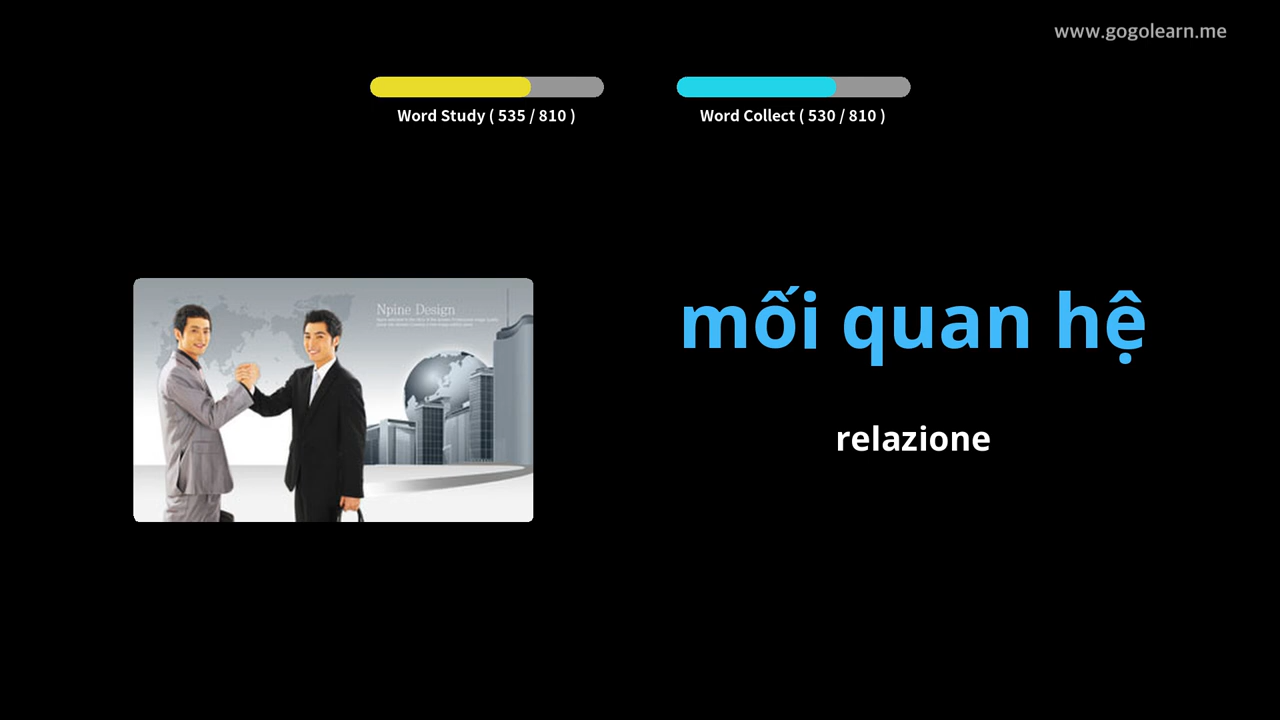 www.gogolearn.me
Word Study ( 535 / 810 )
Word Collect ( 530 / 810 )
Npine Design
mối quan hệ
relazione